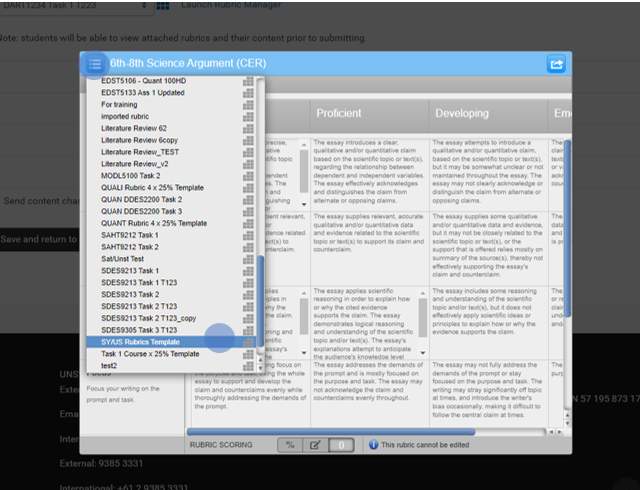 DART1234 Task 1 T223
Launch Rubric Manager
Note: students will be able to view attached rubrics and their content prior to submitting.
6th-8th Science Argument (CER)
EDST5106 - Quant 100HD
EDST5133 Ass 1 Updated
For training
imported rubric
Literature Review 62
Literature Review 6copy
Literature Review_TEST
Literature Review_v2
MODL5100 Task 2
QUALI Rubric 4 x 25% Template
QUAN DDES2200 Task 2
QUAN DDES2200 Task 3
QUANT Rubric 4 x 25% Template
SAHT9212 Task 1
SAHT9212 Task 2
Sat/Unst Test
SDES9213 Task 1
SDES9213 Task 1 T123
SDES9213 Task 2
SDES9213 Task 2 T123
SDES9213 Task 2 T123_copy
SDES9305 Task 3 T123
SY/US Rubrics Template
Task 1 Course x 25% Template
test2
Focus
Focus your writing on the
prompt and task.
Proficient
The essay introduces a clear,
qualitative and/or quantitative claim
based on the scientific topic or text(s),
regarding the relationship between
dependent and independent variables.
The essay effectively acknowledges
and distinguishes the claim from
alternate or opposing claims.
The essay supplies relevant, accurate
qualitative and/or quantitative data
and evidence related to the scientific
topic or text(s) to support its claim and
counterclaim.
The essay applies scientific
reasoning in order to explain how
or why the cited evidence
supports the claim. The essay
demonstrates logical reasoning
and understanding of the scientific
topic and/or text(s). The essay's
explanations attempt to anticipate
the audience's knowledge level
The essay addresses the demands of
the prompt and is mostly focused on
the purpose and task. The essay may
not acknowledge the claim and
counterclaims evenly throughout.
Developing
The essay attempts to introduce a
qualitative and/or quantitative claim,
based on the scientific topic or text(s),
but it may be somewhat unclear or not
maintained throughout the essay. The
essay may not clearly acknowledge or
distinguish the claim from alternate or
opposing claims.
The essay supplies some qualitative
and/or quantitative data and evidence,
but it may not be closely related to the
scientific topic or text(s), or the
support that is offered relies mostly on
summary of the source(s), thereby not
effectively supporting the essay's
claim and counterclaim.
The essay includes some reasoning
and understanding of the scientific
topic and/or text(s), but it does not
effectively apply scientific ideas or
principles to explain how or why the
evidence supports the claim.
The essay may not fully address the
demands of the prompt or stay
focused on the purpose and task. The
writing may stray significantly off topic
at times, and introduce the writer's
bias occasionally, making it difficult to
follow the central claim at times.
essay to support and develop the
claim and counterclaims evenly while
thoroughly addressing the demands of
the prompt.
RUBRIC SCORING
%
0
This rubric cannot be edited
Send content
Save and return to
UNS
External: 9385 3331
International: +61 2 9385 3331
N 57 195 873 17